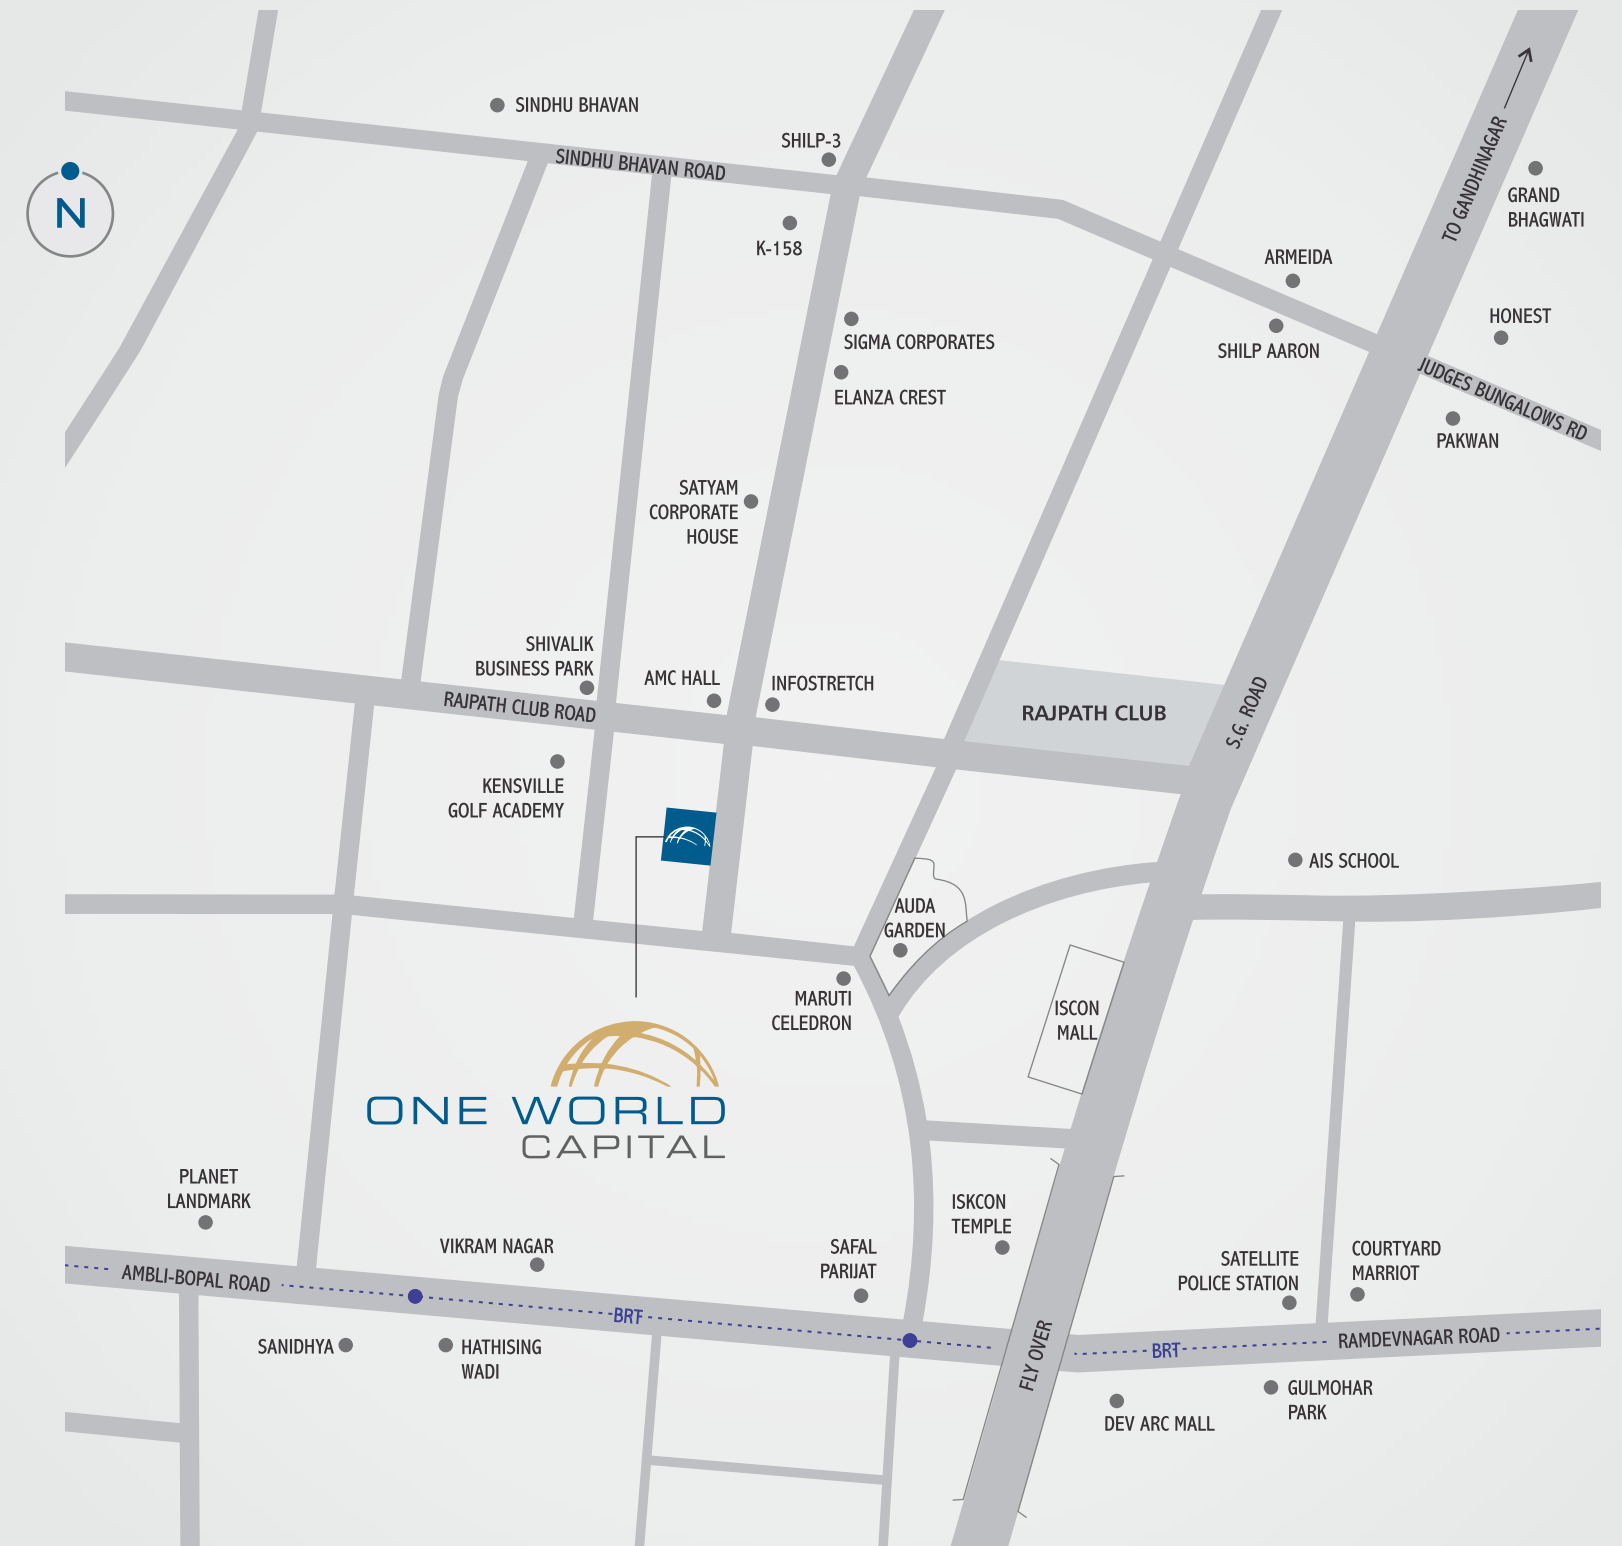 SINDHU BHAVAN
SHILP-3
SINDHU BHAVAN ROAD
TO GANDHINAGAR
GRAND
BHAGWATI
N
K-158
ARMEIDA
HONEST
SIGMA CORPORATES
SHILP AARON
JUDGES BUNGALOWS RD
ELANZA CREST
PAKWAN
SATYAM
CORPORATE
HOUSE
SHIVALIK
BUSINESS PARK
AMC HALL
INFOSTRETCH
RAJPATH CLUB ROAD
RAJPATH CLUB
S.G. ROAD
KENSVILLE
GOLF ACADEMY
AIS SCHOOL
AUDA
GARDEN
MARUTI
CELEDRON
ISCON
MALL
ONE WORLD
CAPITAL
PLANET
LANDMARK
ISKCON
TEMPLE
VIKRAM NAGAR
SAFAL
PARIJAT
SATELLITE
POLICE STATION
COURTYARD
MARRIOT
AMBLI-BOPAL ROAD
BRT
FLY OVER
BRT
RAMDEVNAGAR ROAD
SANIDHYA
HATHISING
WADI
GULMOHAR
PARK
DEV ARC MALL